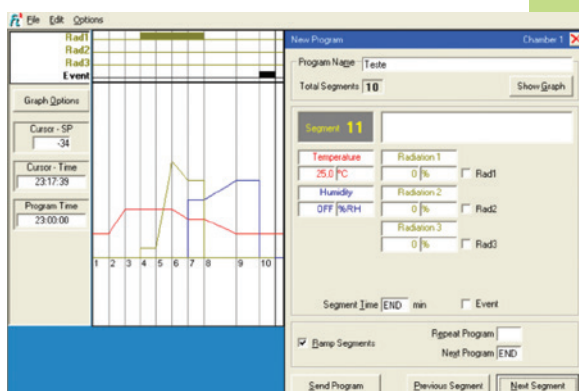 File Edit Options
Rad1
Rad2
Rad3
Event
Graph Options
Cursor - SP
-34
Cursor - Time
23:17:39
Program Time
23:00:00
1 2 3 4 5 6 7 8 9 10
New Program Chamber 1
Program Name Teste
Total Segments 10 Show Graph
Segment 11
Temperature Radiation 1
25,0 °C 0 % Rad1
Humidity Radiation 2
OFF %RH 0 % Rad2
Radiation 3
0 % Rad3
Segment Time END min Event
Ramp Segments
Repeat Program
Next Program END
Send Program Previous Segment Next Segment